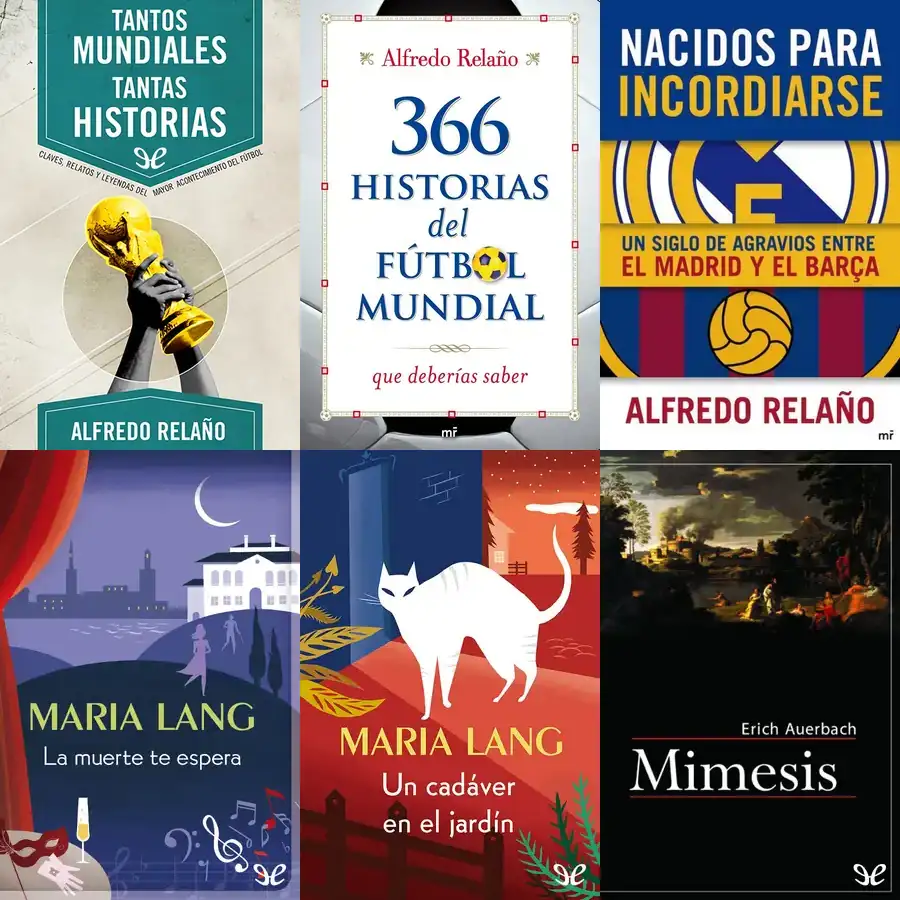 TANTOS
MUNDIALES
TANTAS
HISTORIAS
CLAVES, RELATOS Y LEYENDAS DEL MAYOR ACONTECIMIENTO DEL FÚTBOL
ALFREDO RELAÑO
Alfredo Relaño
366
HISTORIAS
del
FÚTBOL
MUNDIAL
que deberías saber
mr
NACIDOS PARA
INCORDIARSE
UN SIGLO DE AGRAVIOS ENTRE
EL MADRID Y EL BARÇA
ALFREDO RELAÑO
mr
MARIA LANG
La muerte te espera
MARIA LANG
Un cadáver
en el jardín
Erich Auerbach
Mimesis